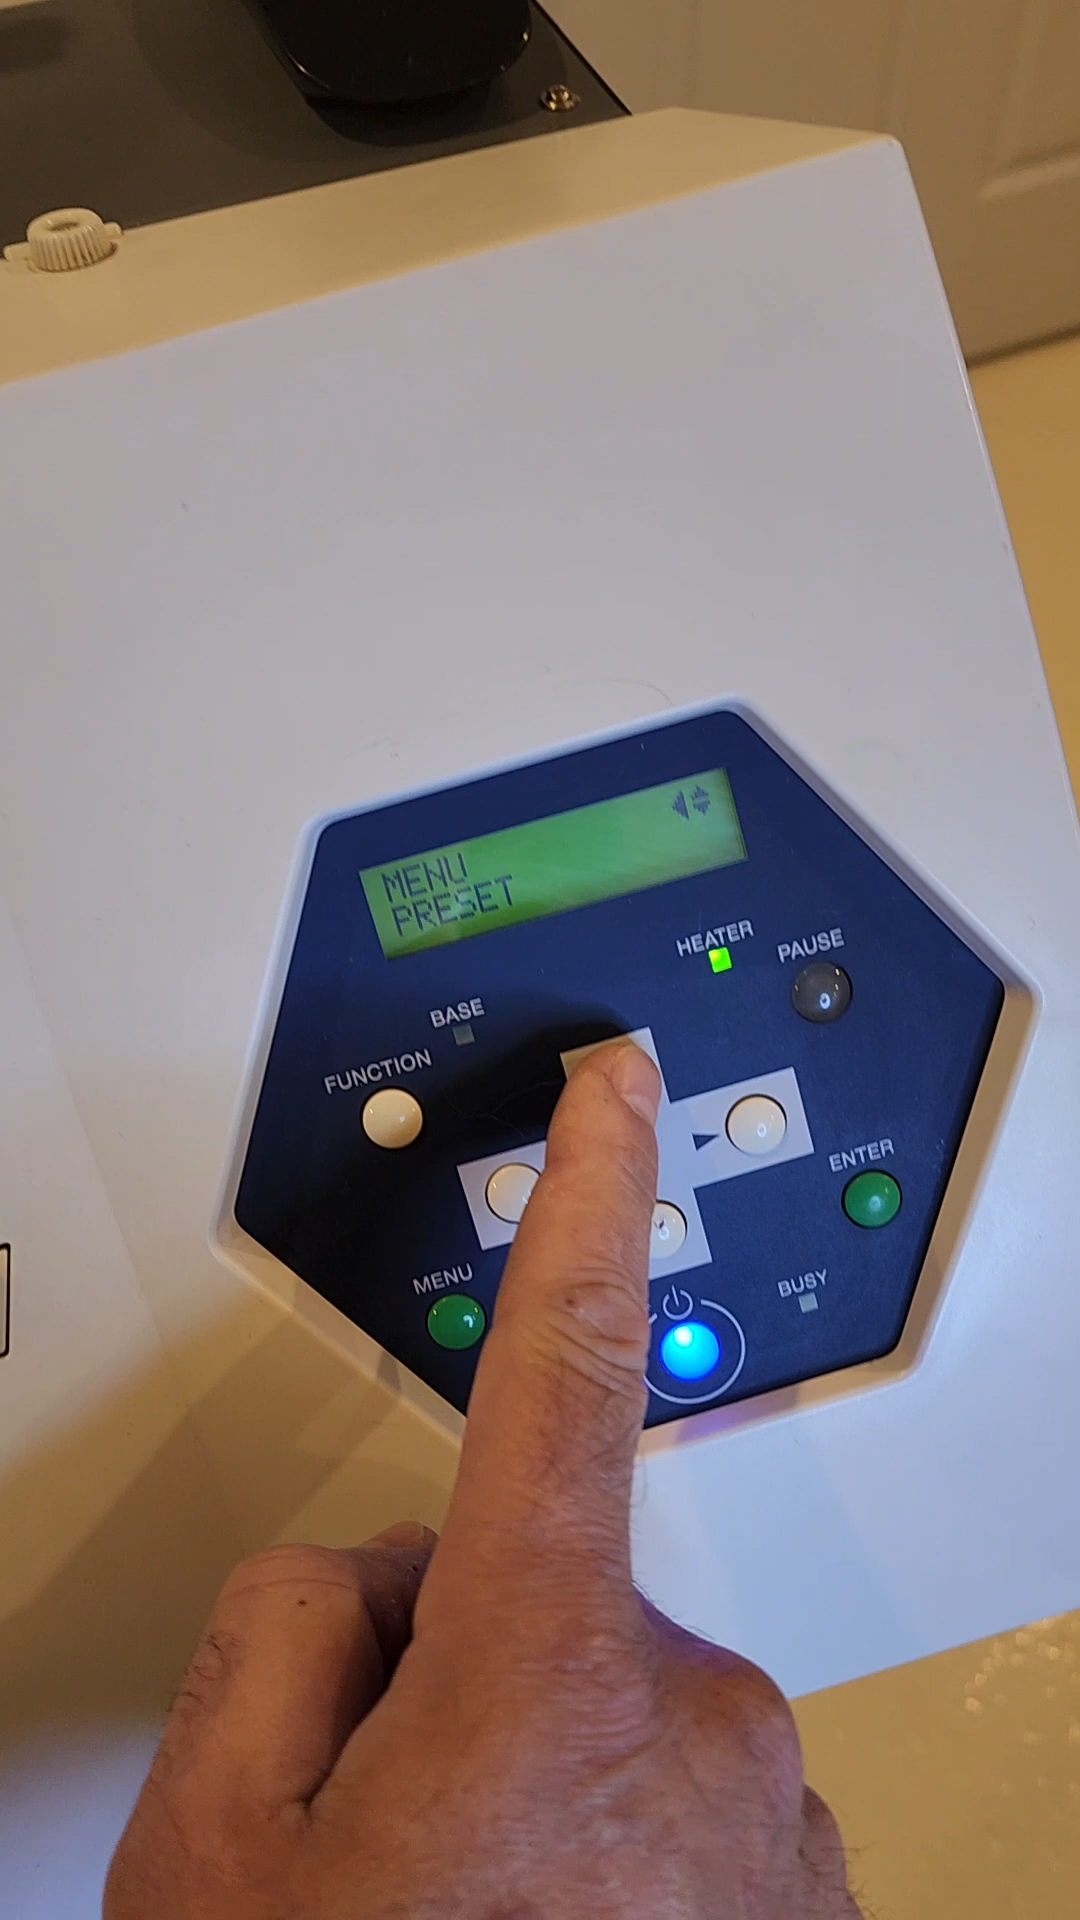 MENU
PRESET
HEATER
PAUSE
BASE
FUNCTION
ENTER
MENU
BUSY